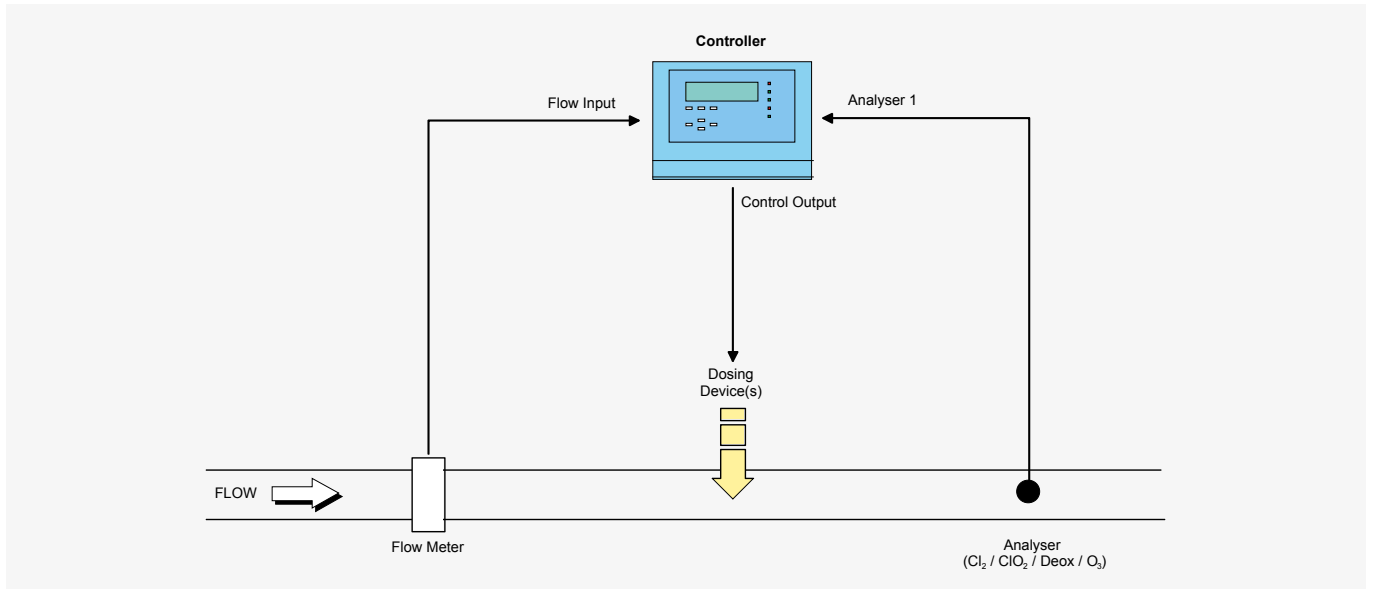 Controller
Flow Input
Analyser 1
Control Output
Dosing
Device(s)
FLOW
Flow Meter
Analyser
(Cl₂ / ClO₂ / Deox / O₃)